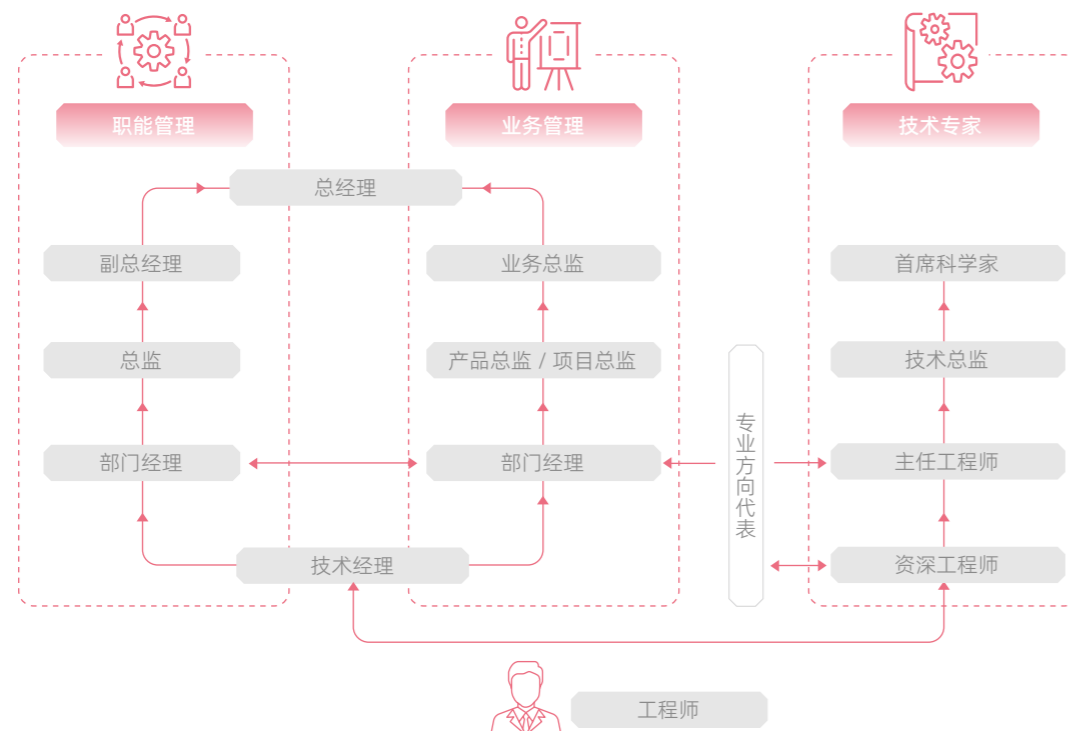 职能管理
业务管理
技术专家
总经理
副总经理
业务总监
首席科学家
总监
产品总监 / 项目总监
技术总监
专业方向代表
部门经理
部门经理
主任工程师
技术经理
资深工程师
工程师